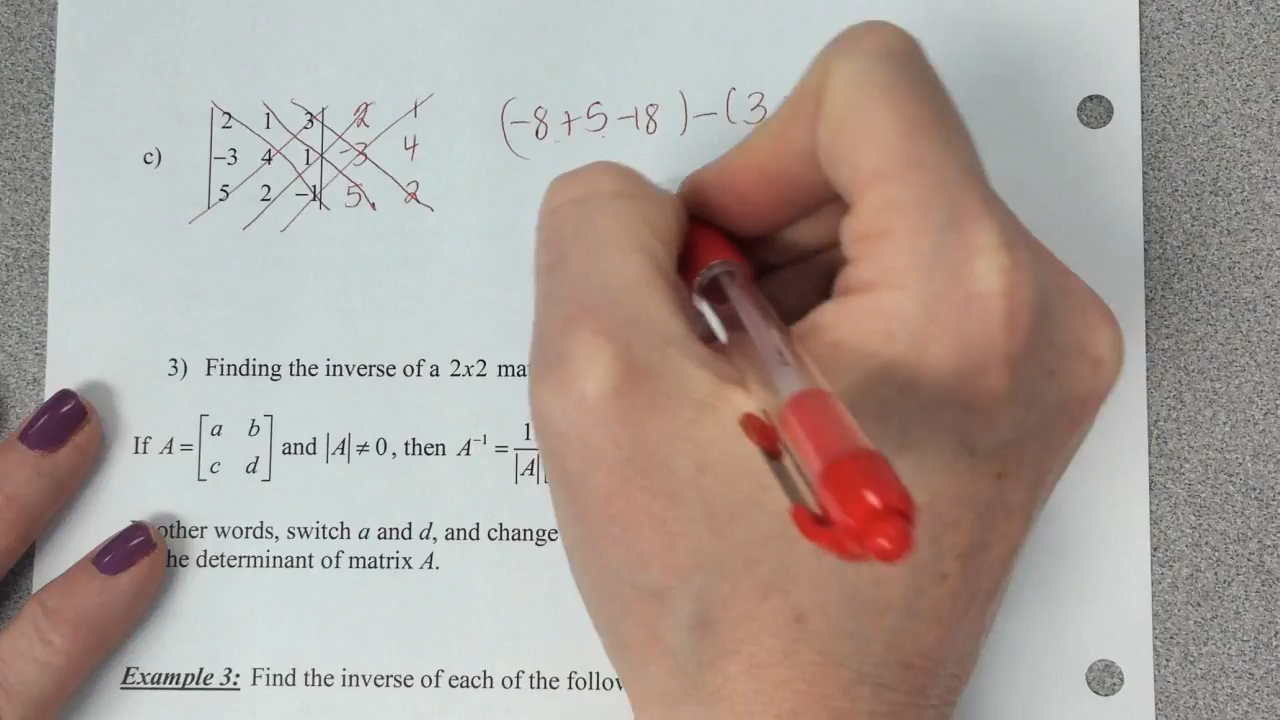 2 1 3 2 1
c) -3 4 1 -3 4
5 2 -1 5 2
(-8+5-18)-(3
3) Finding the inverse of a 2x2
If A = [a b c d] and |A| ≠ 0, then A⁻¹ = 1/|A|
other words, switch a and d, and change
he determinant of matrix A.
Example 3: Find the inverse of each of the